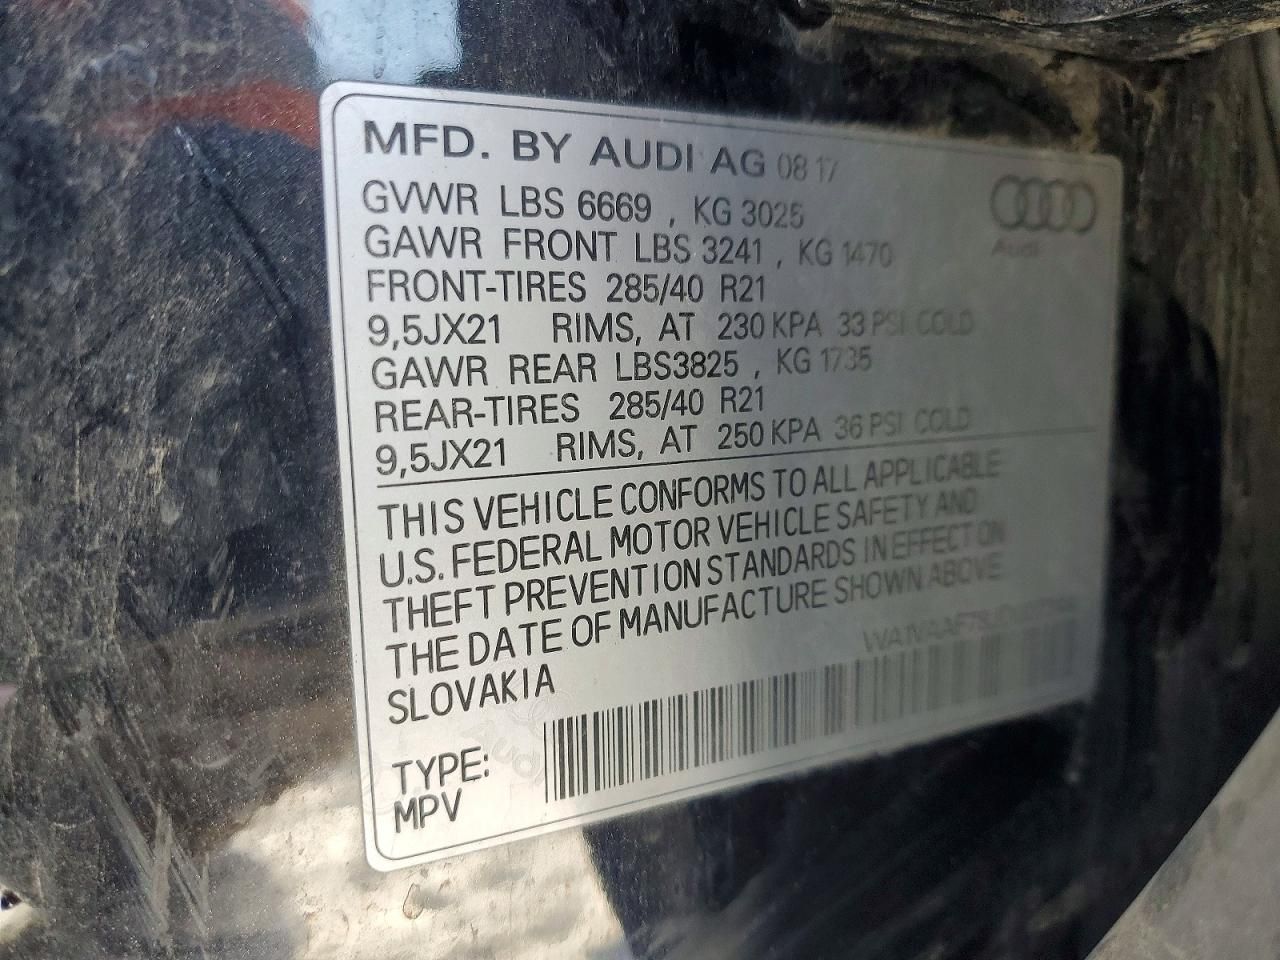 MFD. BY AUDI AG 08 17
GVWR LBS 6669 , KG 3025
GAWR FRONT LBS 3241 , KG 1470
FRONT-TIRES 285/40 R21
9,5JX21 RIMS, AT 230 KPA 33 PSI COLD
GAWR REAR LBS3825 , KG 1735
REAR-TIRES 285/40 R21
9,5JX21 RIMS, AT 250 KPA 36 PSI COLD
Audi
THIS VEHICLE CONFORMS TO ALL APPLICABLE
U.S. FEDERAL MOTOR VEHICLE SAFETY AND
THEFT PREVENTION STANDARDS IN EFFECT ON
THE DATE OF MANUFACTURE SHOWN ABOVE
SLOVAKIA
TYPE:
MPV
Audi